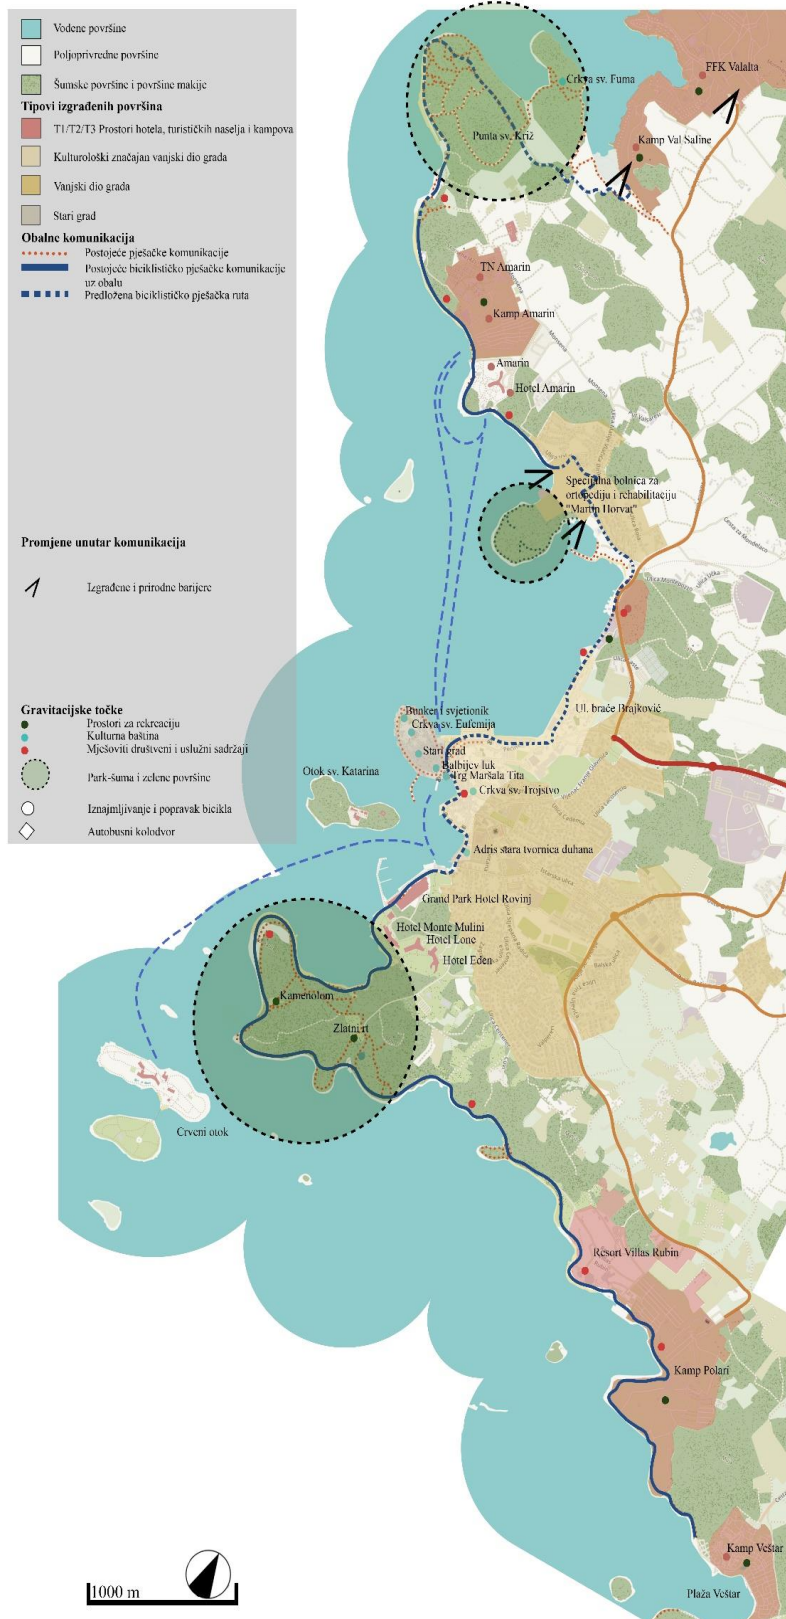 Vodene površine
Poljoprivredne površine
Šumske površine i površine makije
Tipovi izgrađenih površina
T1/T2/T3 Prostori hotela, turističkih naselja i kampova
Kulturološki značajan vanjski dio grada
Vanjski dio grada
Stari grad
Obalne komunikacija
Postojeće pješačke komunikacije
Postojeće biciklističko pješačke komunikacije
uz obalu
Predložena biciklističko pješačka ruta
Promjene unutar komunikacija
Izgrađene i prirodne barijere
Gravitacijske točke
Prostori za rekreaciju
Kulturna baština
Mješoviti društveni i uslužni sadržaji
Park-šuma i zelene površine
Iznajmljivanje i popravak bicikla
Autobusni kolodvor
FFK Valalta
Crkva sv. Fuma
Punta sv. Križ
Kamp Val Saline
TN Amarin
Kamp Amarin
Amarin
Hotel Amarin
Specijalna bolnica za
ortopediju i rehabilitaciju
"Martin Horvat"
Ul. braće Brajković
Bunker i svjetionik
Crkva sv. Eufemija
Stari grad
Balbijev luk
Trg Maršala Tita
Crkva sv. Trojstvo
Otok sv. Katarina
Adris stara tvornica duhana
Grand Park Hotel Rovinj
Hotel Monte Mulini
Hotel Lone
Hotel Eden
Kamenolom
Zlatni rt
Crveni otok
Resort Villas Rubin
Kamp Polari
Kamp Veštar
Plaža Veštar
1000 m